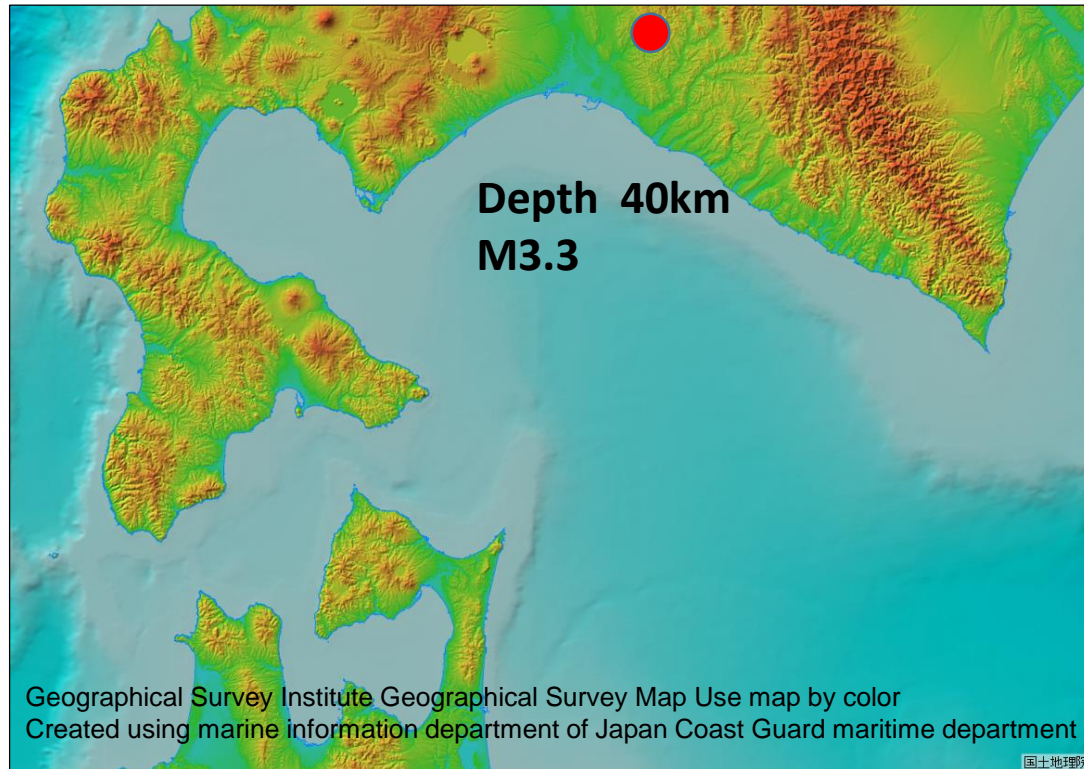 Depth 40km
M3.3
Geographical Survey Institute Geographical Survey Map Use map by color
Created using marine information department of Japan Coast Guard maritime department
国土地理院